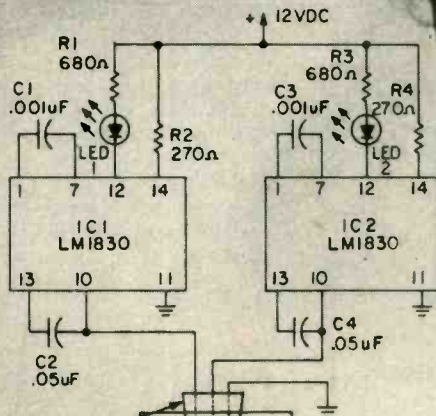 + 12VDC
R1
680Ω
R3
680Ω
C1
.001uF
C3
.001uF
R4
270Ω
R2
270Ω
LED
1
LED
2
1 7 12 14
1 7 12 14
IC1
LM1830
IC2
LM1830
13 10 11
13 10 11
C2
.05uF
C4
.05uF